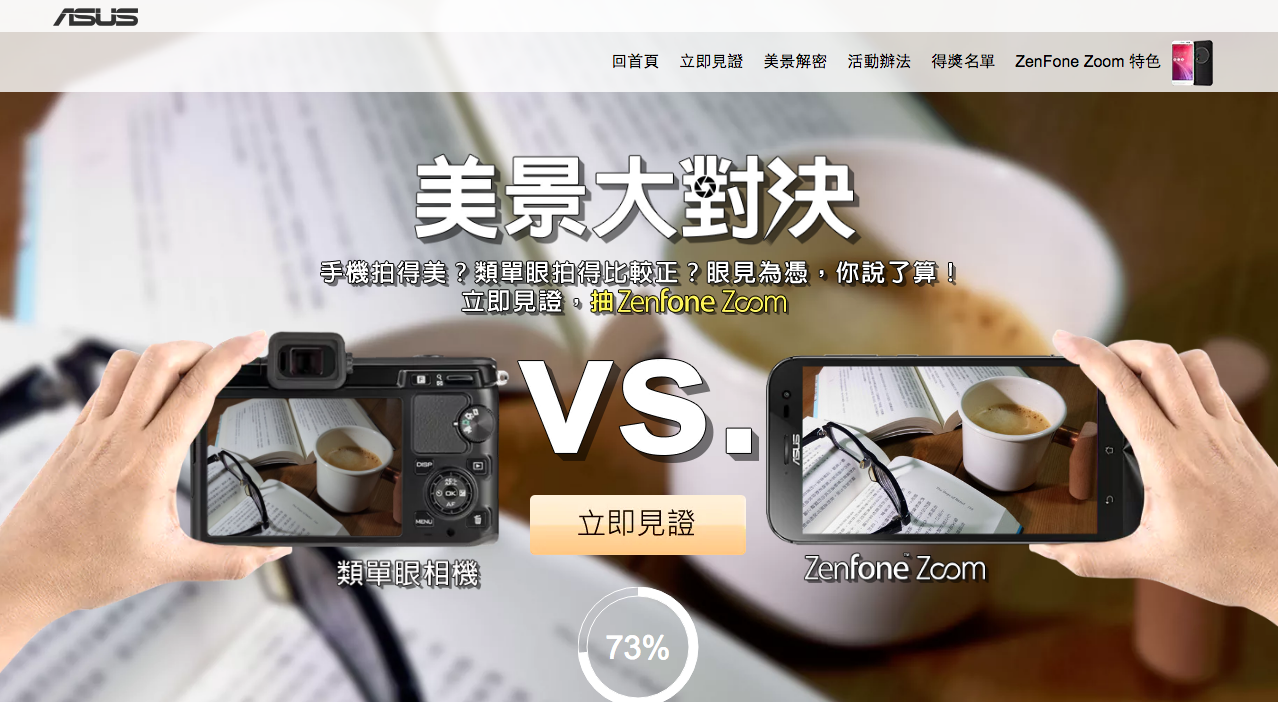 ASUS
回首頁 立即見證 美景解密 活動辦法 得獎名單 ZenFone Zoom 特色
美景大對決
手機拍得美？類單眼拍得比較正？眼見為憑，你說了算！
立即見證，抽Zenfone Zoom
VS.
DISP
OK
AF
MENU
ASUS
立即見證
類單眼相機
Zenfone™ Zoom
73%